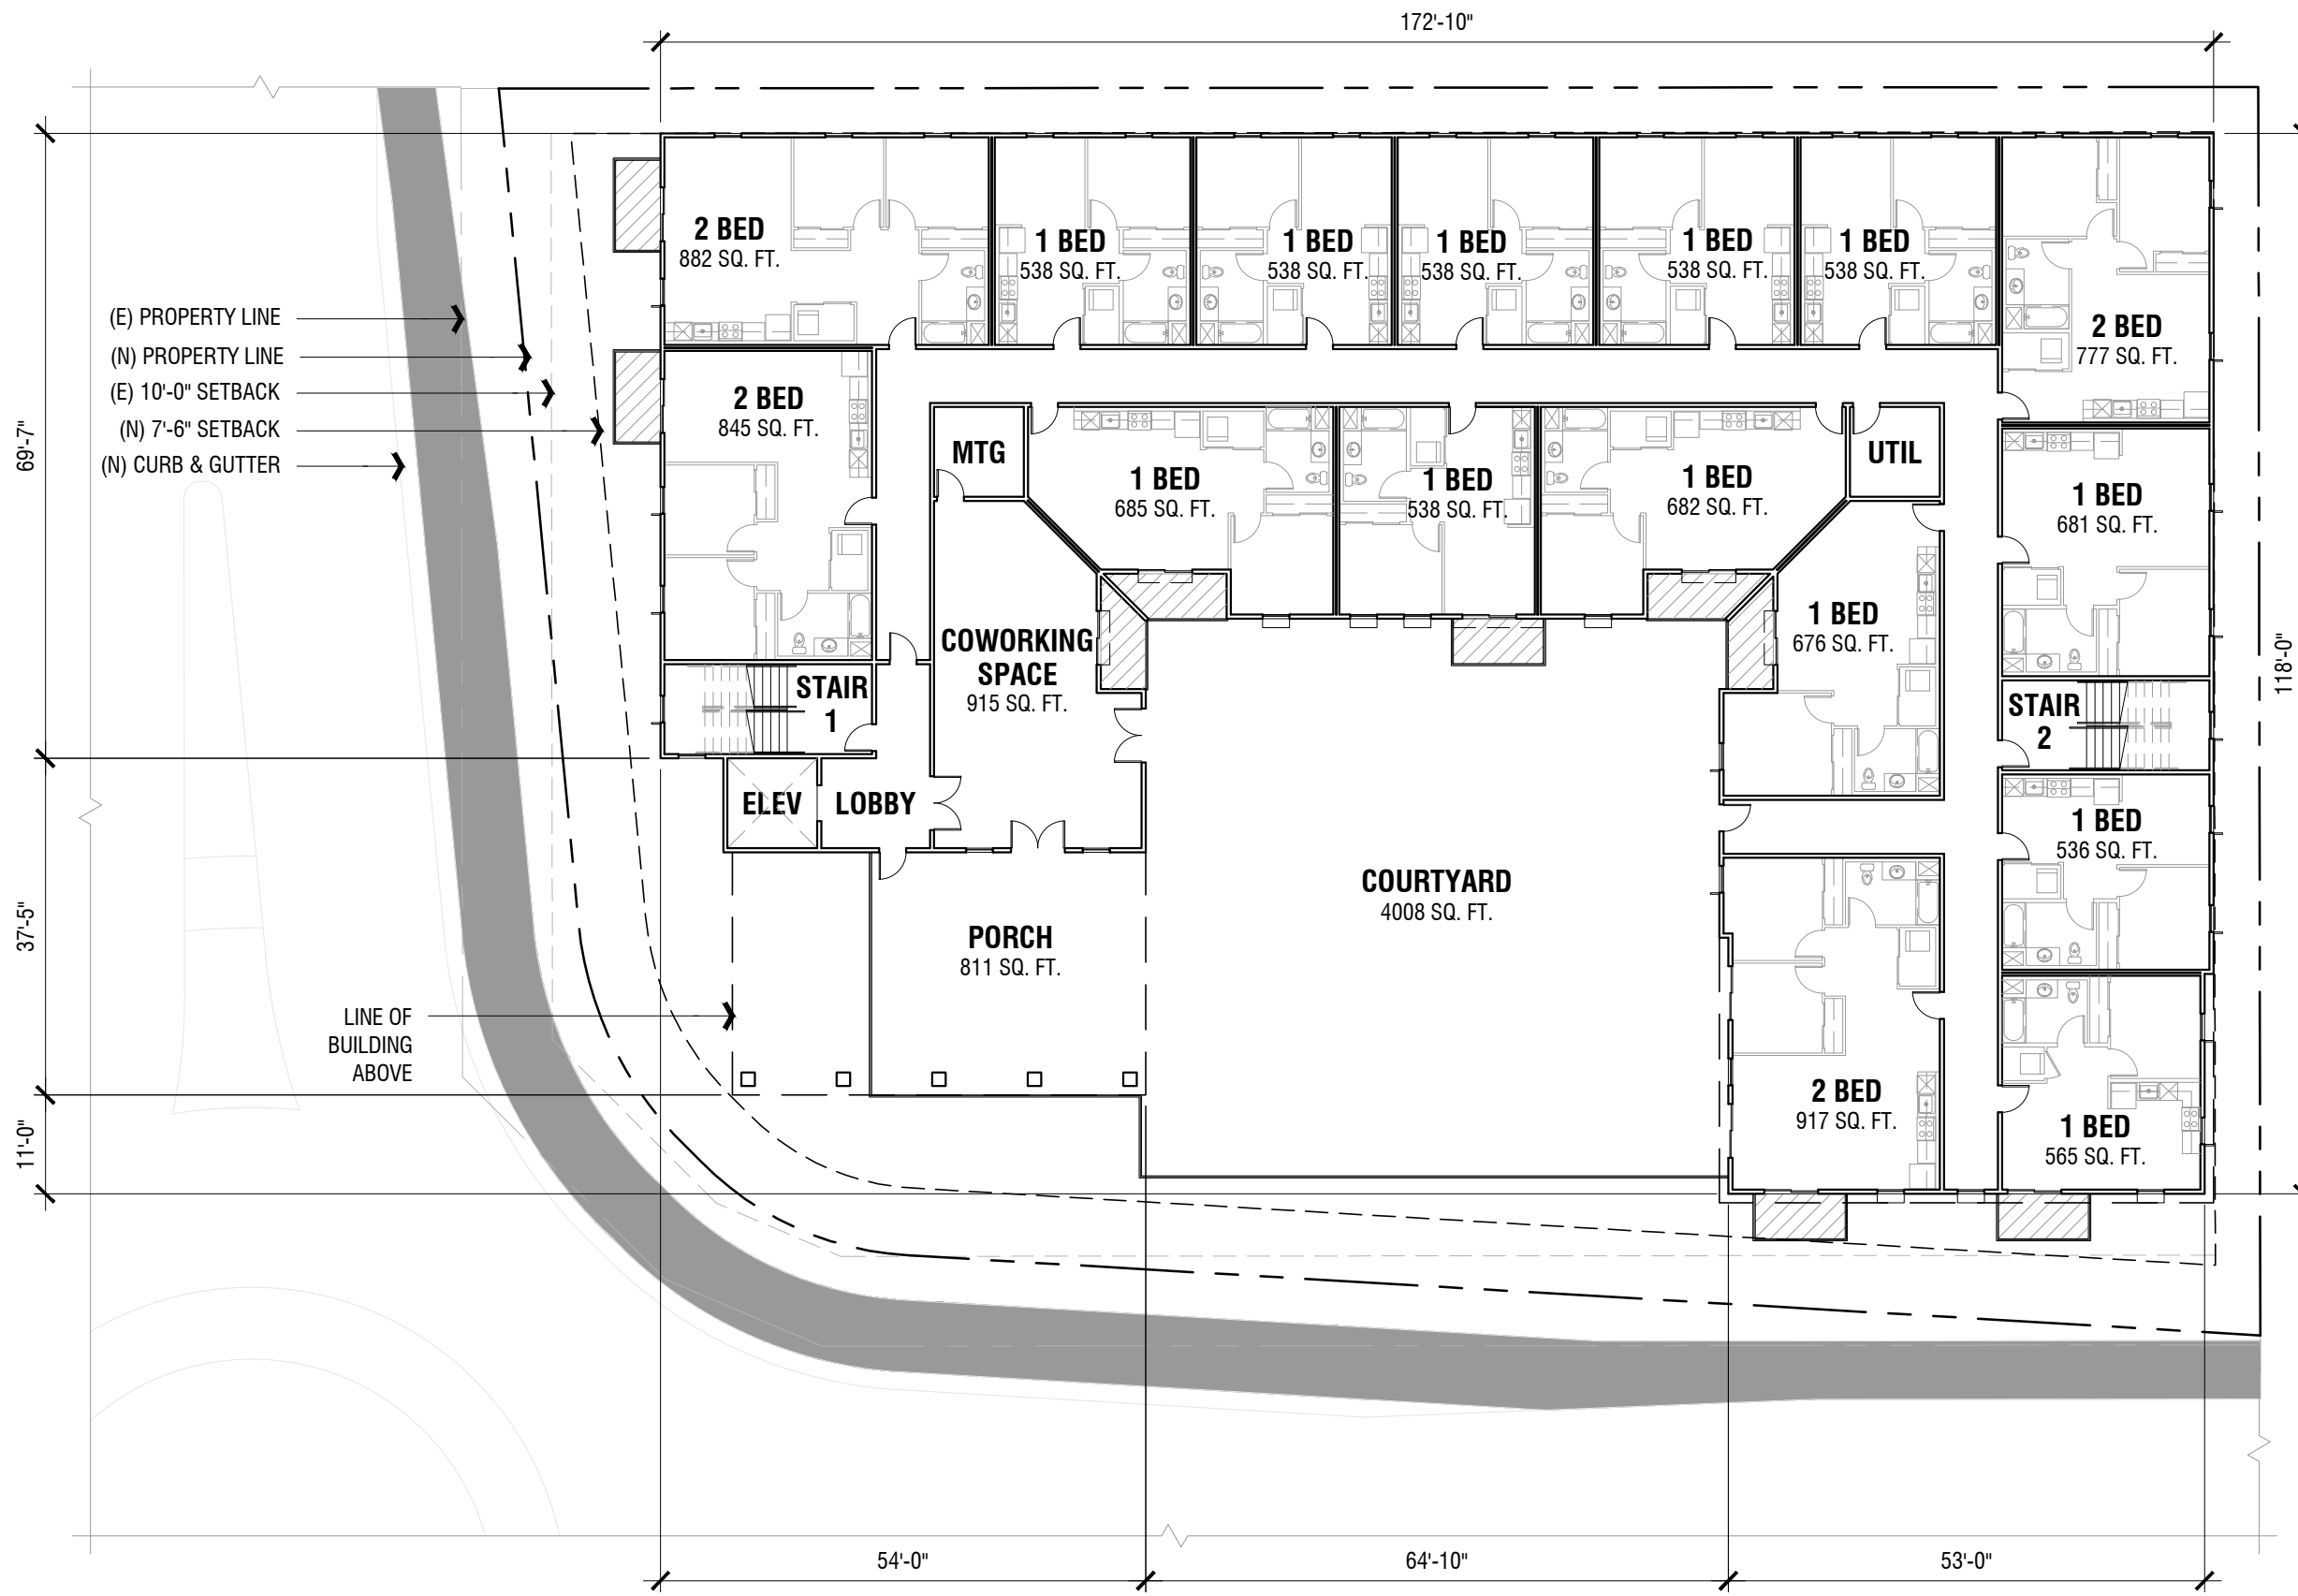 172'-10"
2 BED
882 SQ. FT.
1 BED
538 SQ. FT.
1 BED
538 SQ. FT.
1 BED
538 SQ. FT.
1 BED
538 SQ. FT.
1 BED
538 SQ. FT.
2 BED
777 SQ. FT.
(E) PROPERTY LINE
(N) PROPERTY LINE
(E) 10'-0" SETBACK
(N) 7'-6" SETBACK
(N) CURB & GUTTER
69'-7"
2 BED
845 SQ. FT.
MTG
1 BED
685 SQ. FT.
1 BED
538 SQ. FT.
1 BED
682 SQ. FT.
UTIL
1 BED
681 SQ. FT.
COWORKING
SPACE
915 SQ. FT.
1 BED
676 SQ. FT.
118'-0"
STAIR
1
STAIR
2
ELEV
LOBBY
1 BED
536 SQ. FT.
COURTYARD
4008 SQ. FT.
37'-5"
PORCH
811 SQ. FT.
LINE OF
BUILDING
ABOVE
2 BED
917 SQ. FT.
1 BED
565 SQ. FT.
11'-0"
54'-0"
64'-10"
53'-0"